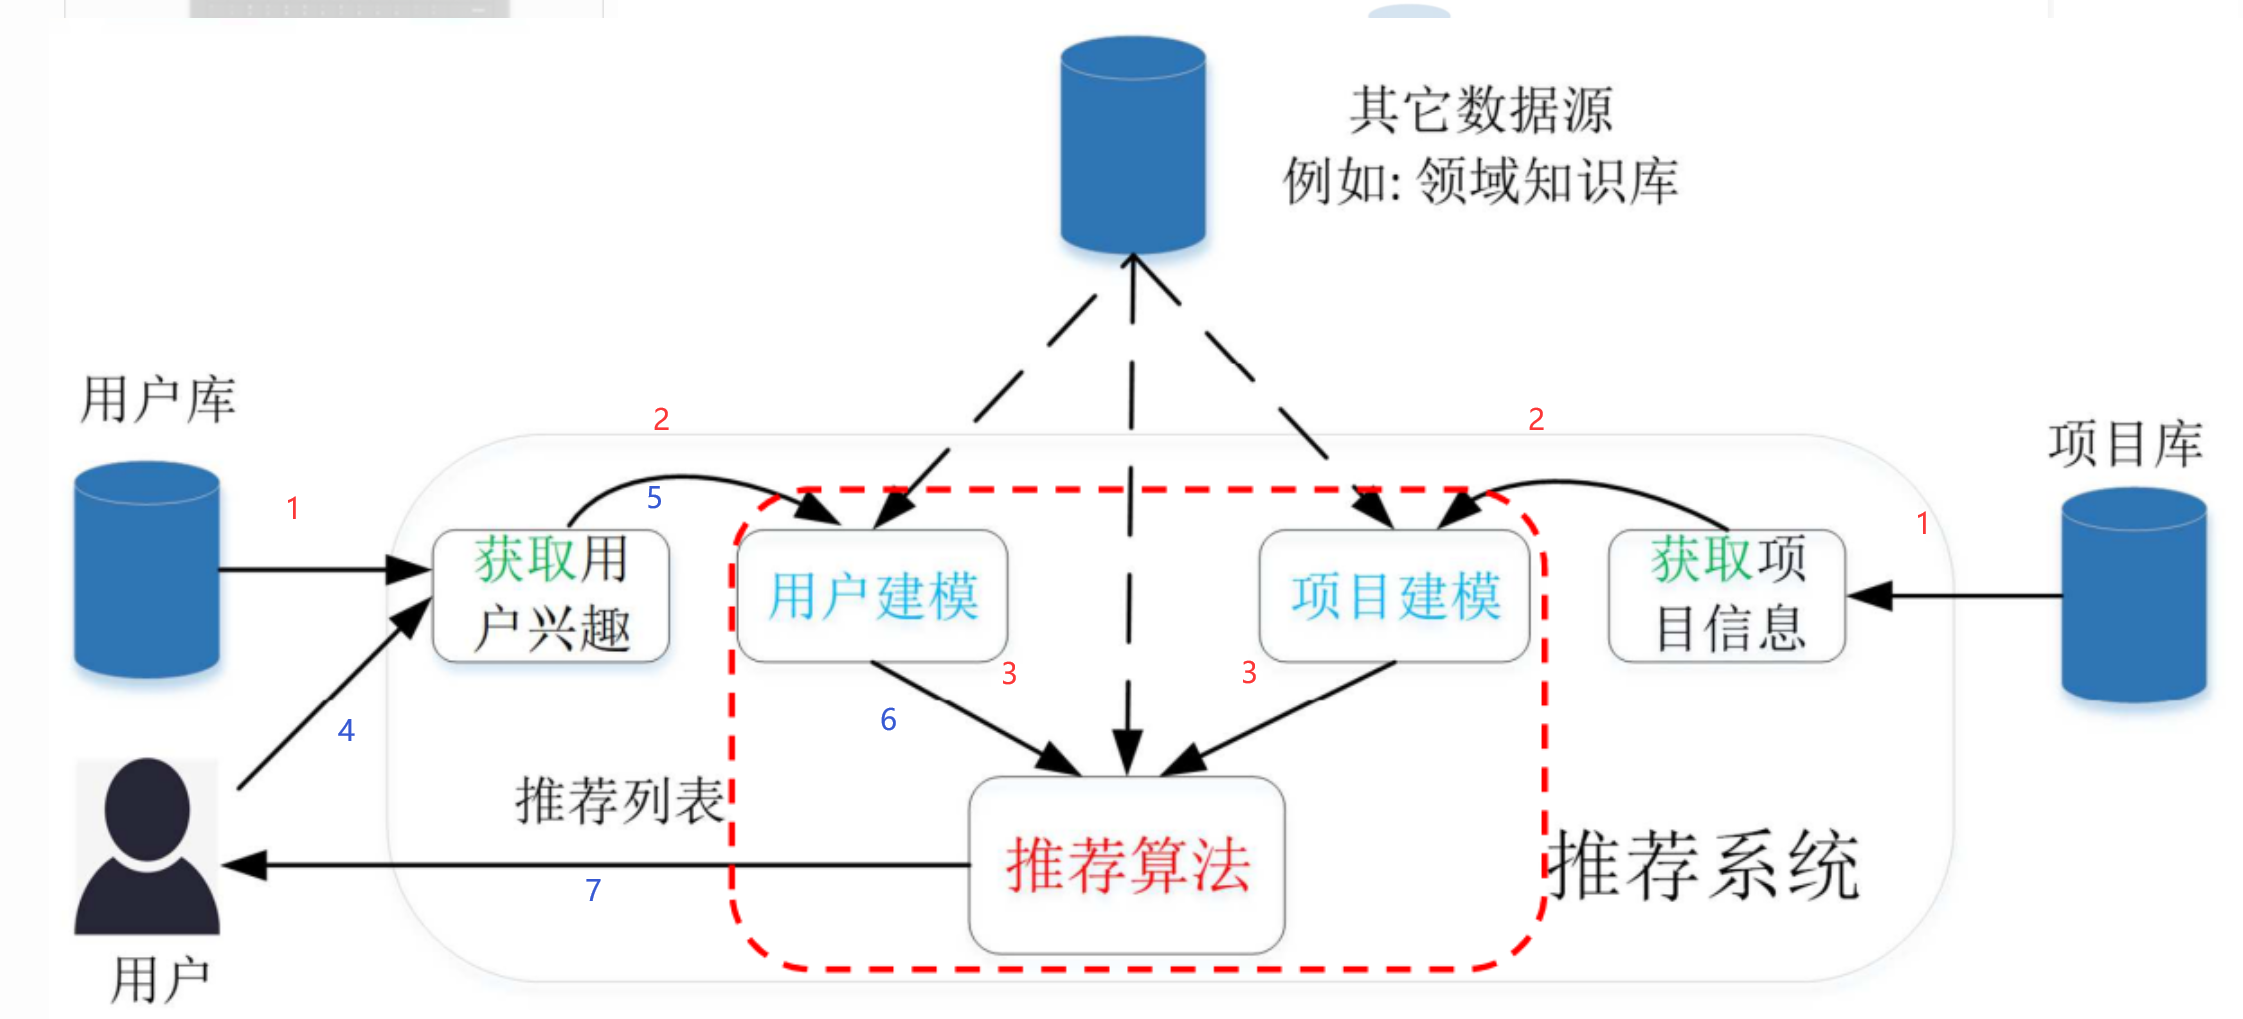 其它数据源
例如: 领域知识库
用户库
项目库
2
2
1
5
1
获取用
户兴趣
用户建模
项目建模
获取项
目信息
3
3
4
6
推荐列表
推荐算法
推荐系统
7
用户